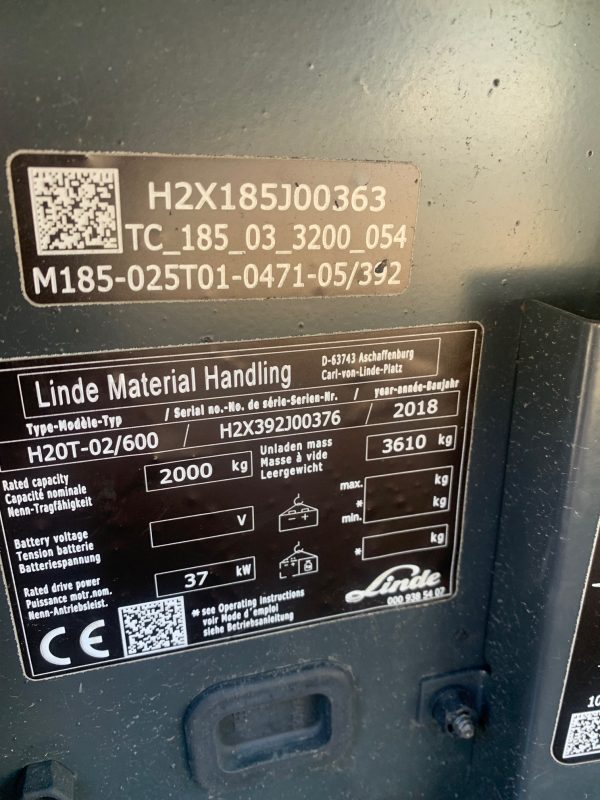 H2X185J00363
TC_185_03_3200_054
M185-025T01-0471-05/392
Linde Material Handling
D-63743 Aschaffenburg
Carl-von-Linde-Platz
Type-Modèle-Typ / Serial no.-No. de série-Serien-Nr. / year-année-Baujahr
H20T-02/600 / H2X392J00376 / 2018
Rated capacity
Capacité nominale
Nenn-Tragfähigkeit
2000 kg
Unladen mass
Masse à vide
Leergewicht
3610 kg
Battery voltage
Tension batterie
Batteriespannung
V
max. kg
* kg
min.
* kg
Rated drive power
Puissance motr.nom.
Nenn-Antriebsleist.
37 kW
CE
* see Operating instructions
voir Mode d'emploi
siehe Betriebsanleitung
Linde
000 938 54 07
10